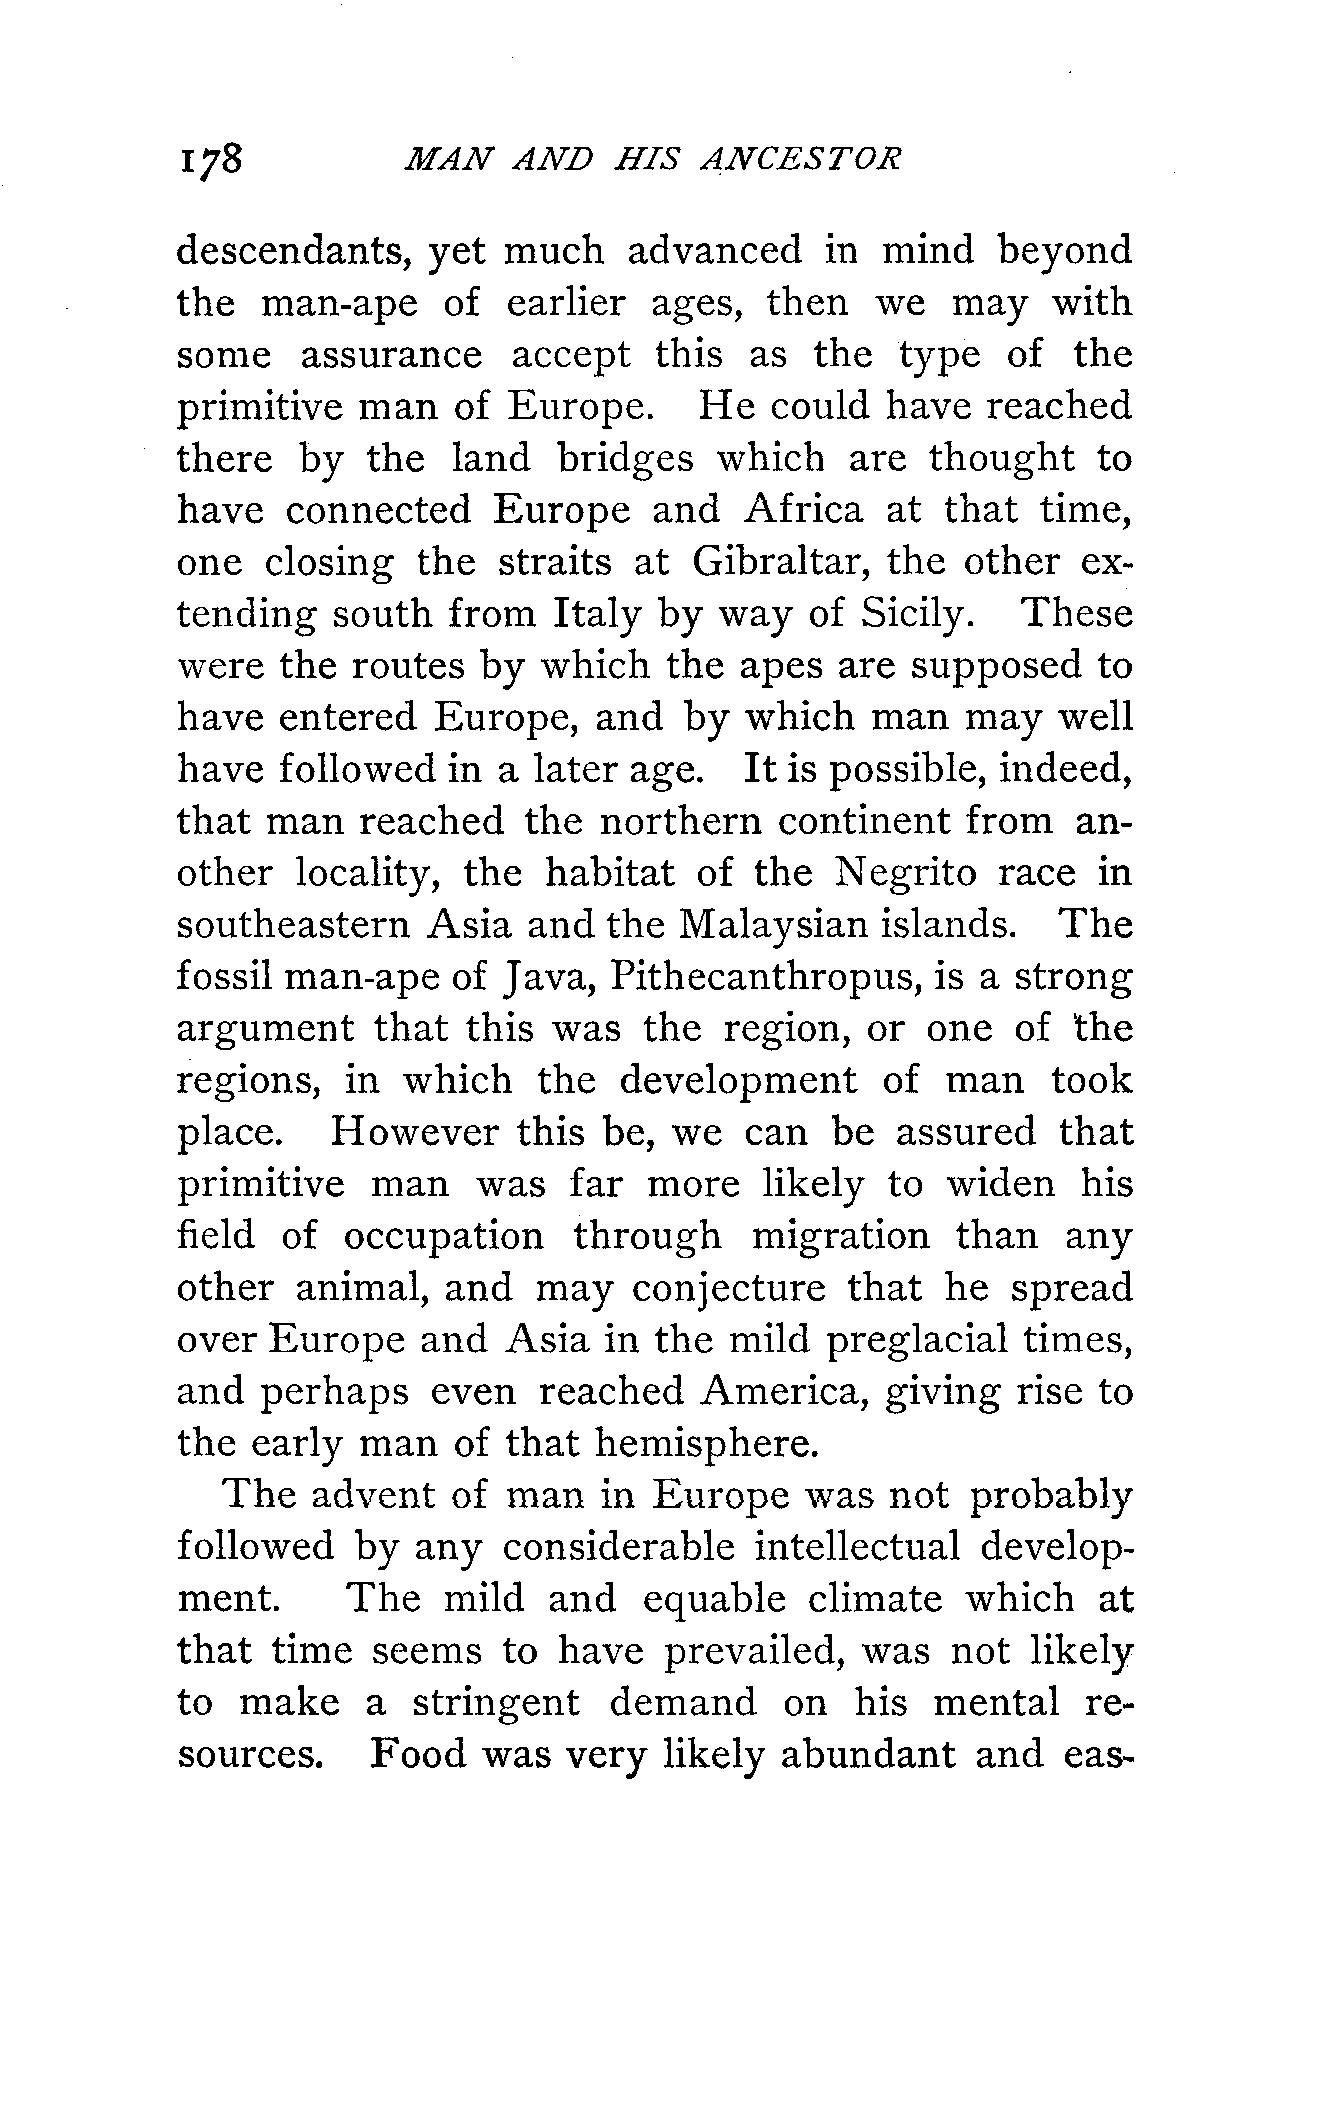 178 MAN AND HIS ANCESTOR
descendants, yet much advanced in mind beyond
the man-ape of earlier ages, then we may with
some assurance accept this as the type of the
primitive man of Europe. He could have reached
there by the land bridges which are thought to
have connected Europe and Africa at that time,
one closing the straits at Gibraltar, the other ex-
tending south from Italy by way of Sicily. These
were the routes by which the apes are supposed to
have entered Europe, and by which man may well
have followed in a later age. It is possible, indeed,
that man reached the northern continent from an-
other locality, the habitat of the Negrito race in
southeastern Asia and the Malaysian islands. The
fossil man-ape of Java, Pithecanthropus, is a strong
argument that this was the region, or one of the
regions, in which the development of man took
place. However this be, we can be assured that
primitive man was far more likely to widen his
field of occupation through migration than any
other animal, and may conjecture that he spread
over Europe and Asia in the mild preglacial times,
and perhaps even reached America, giving rise to
the early man of that hemisphere.
The advent of man in Europe was not probably
followed by any considerable intellectual develop-
ment. The mild and equable climate which at
that time seems to have prevailed, was not likely
to make a stringent demand on his mental re-
sources. Food was very likely abundant and eas-